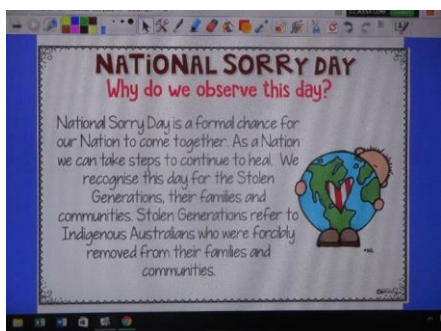 NATIONAL SORRY DAY
Why do we observe this day?
National Sorry Day is a formal chance for
our Nation to come together. As a Nation
we can take steps to continue to heal. We
recognise this day for the Stolen
Generations, their families and
communities. Stolen Generations refer to
Indigenous Australians who were forcibly
removed from their families and
communities.